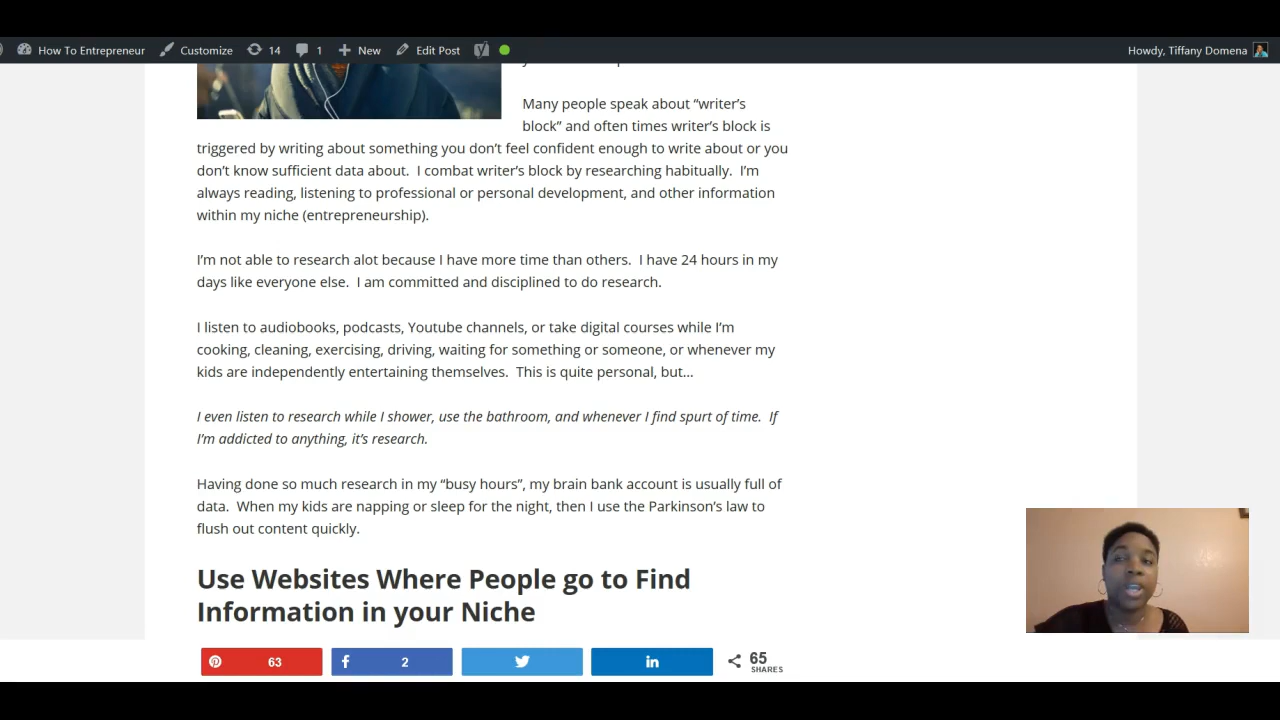 How To Entrepreneur Customize 14 1 New Edit Post Howdy, Tiffany Domena
Many people speak about “writer’s
block” and often times writer’s block is
triggered by writing about something you don’t feel confident enough to write about or you
don’t know sufficient data about.  I combat writer’s block by researching habitually.  I’m
always reading, listening to professional or personal development, and other information
within my niche (entrepreneurship).
I’m not able to research alot because I have more time than others.  I have 24 hours in my
days like everyone else.  I am committed and disciplined to do research.
I listen to audiobooks, podcasts, Youtube channels, or take digital courses while I’m
cooking, cleaning, exercising, driving, waiting for something or someone, or whenever my
kids are independently entertaining themselves.  This is quite personal, but…
I even listen to research while I shower, use the bathroom, and whenever I find spurt of time.  If
I’m addicted to anything, it’s research.
Having done so much research in my “busy hours”, my brain bank account is usually full of
data.  When my kids are napping or sleep for the night, then I use the Parkinson’s law to
flush out content quickly.
Use Websites Where People go to Find
Information in your Niche
63 2 65
SHARES